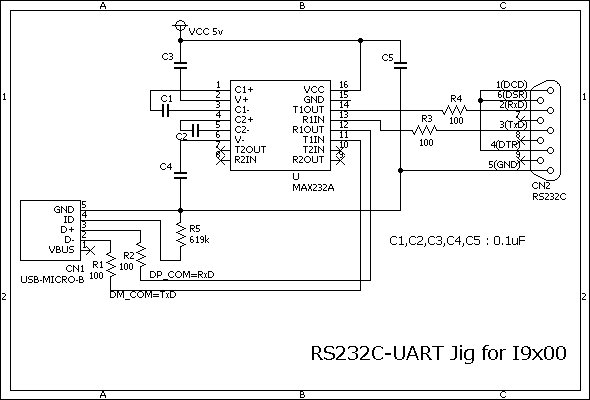 A B C
VCC 5v
C3
C5
1 C1+ VCC 16
2 V+ GND 15
3 C1- T1OUT 14
4 C2+ R1IN 13
5 C2- R1OUT 12
6 V- T1IN 11
7 T2OUT T2IN 10
8 R2IN R2OUT 9
C1
C2
C4
U
MAX232A
R4
100
R3
100
1(DCD)
6(DSR)
2(RxD)
7
3(TxD)
8
4(DTR)
9
5(GND)
CN2
RS232C
1 1
GND 5
ID 4
D+ 3
D- 2
VBUS 1
CN1
USB-MICRO-B
R1
100
R2
100
R5
619k
DP_COM=RxD
DM_COM=TxD
C1,C2,C3,C4,C5 : 0.1uF
2 2
RS232C-UART Jig for I9x00
A B C